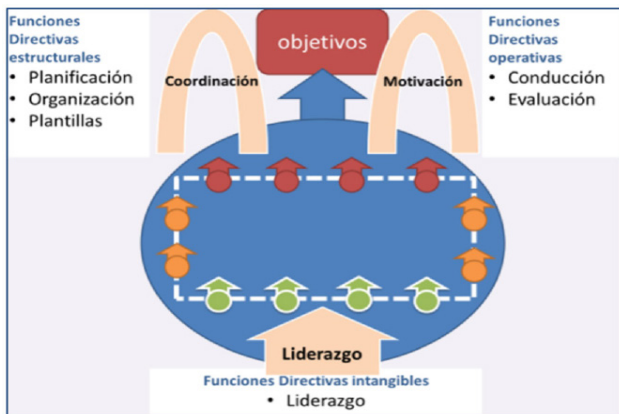 Funciones
Directivas
estructurales
• Planificación
• Organización
• Plantillas
Coordinación
objetivos
Motivación
Funciones
Directivas
operativas
• Conducción
• Evaluación
Liderazgo
Funciones Directivas intangibles
• Liderazgo